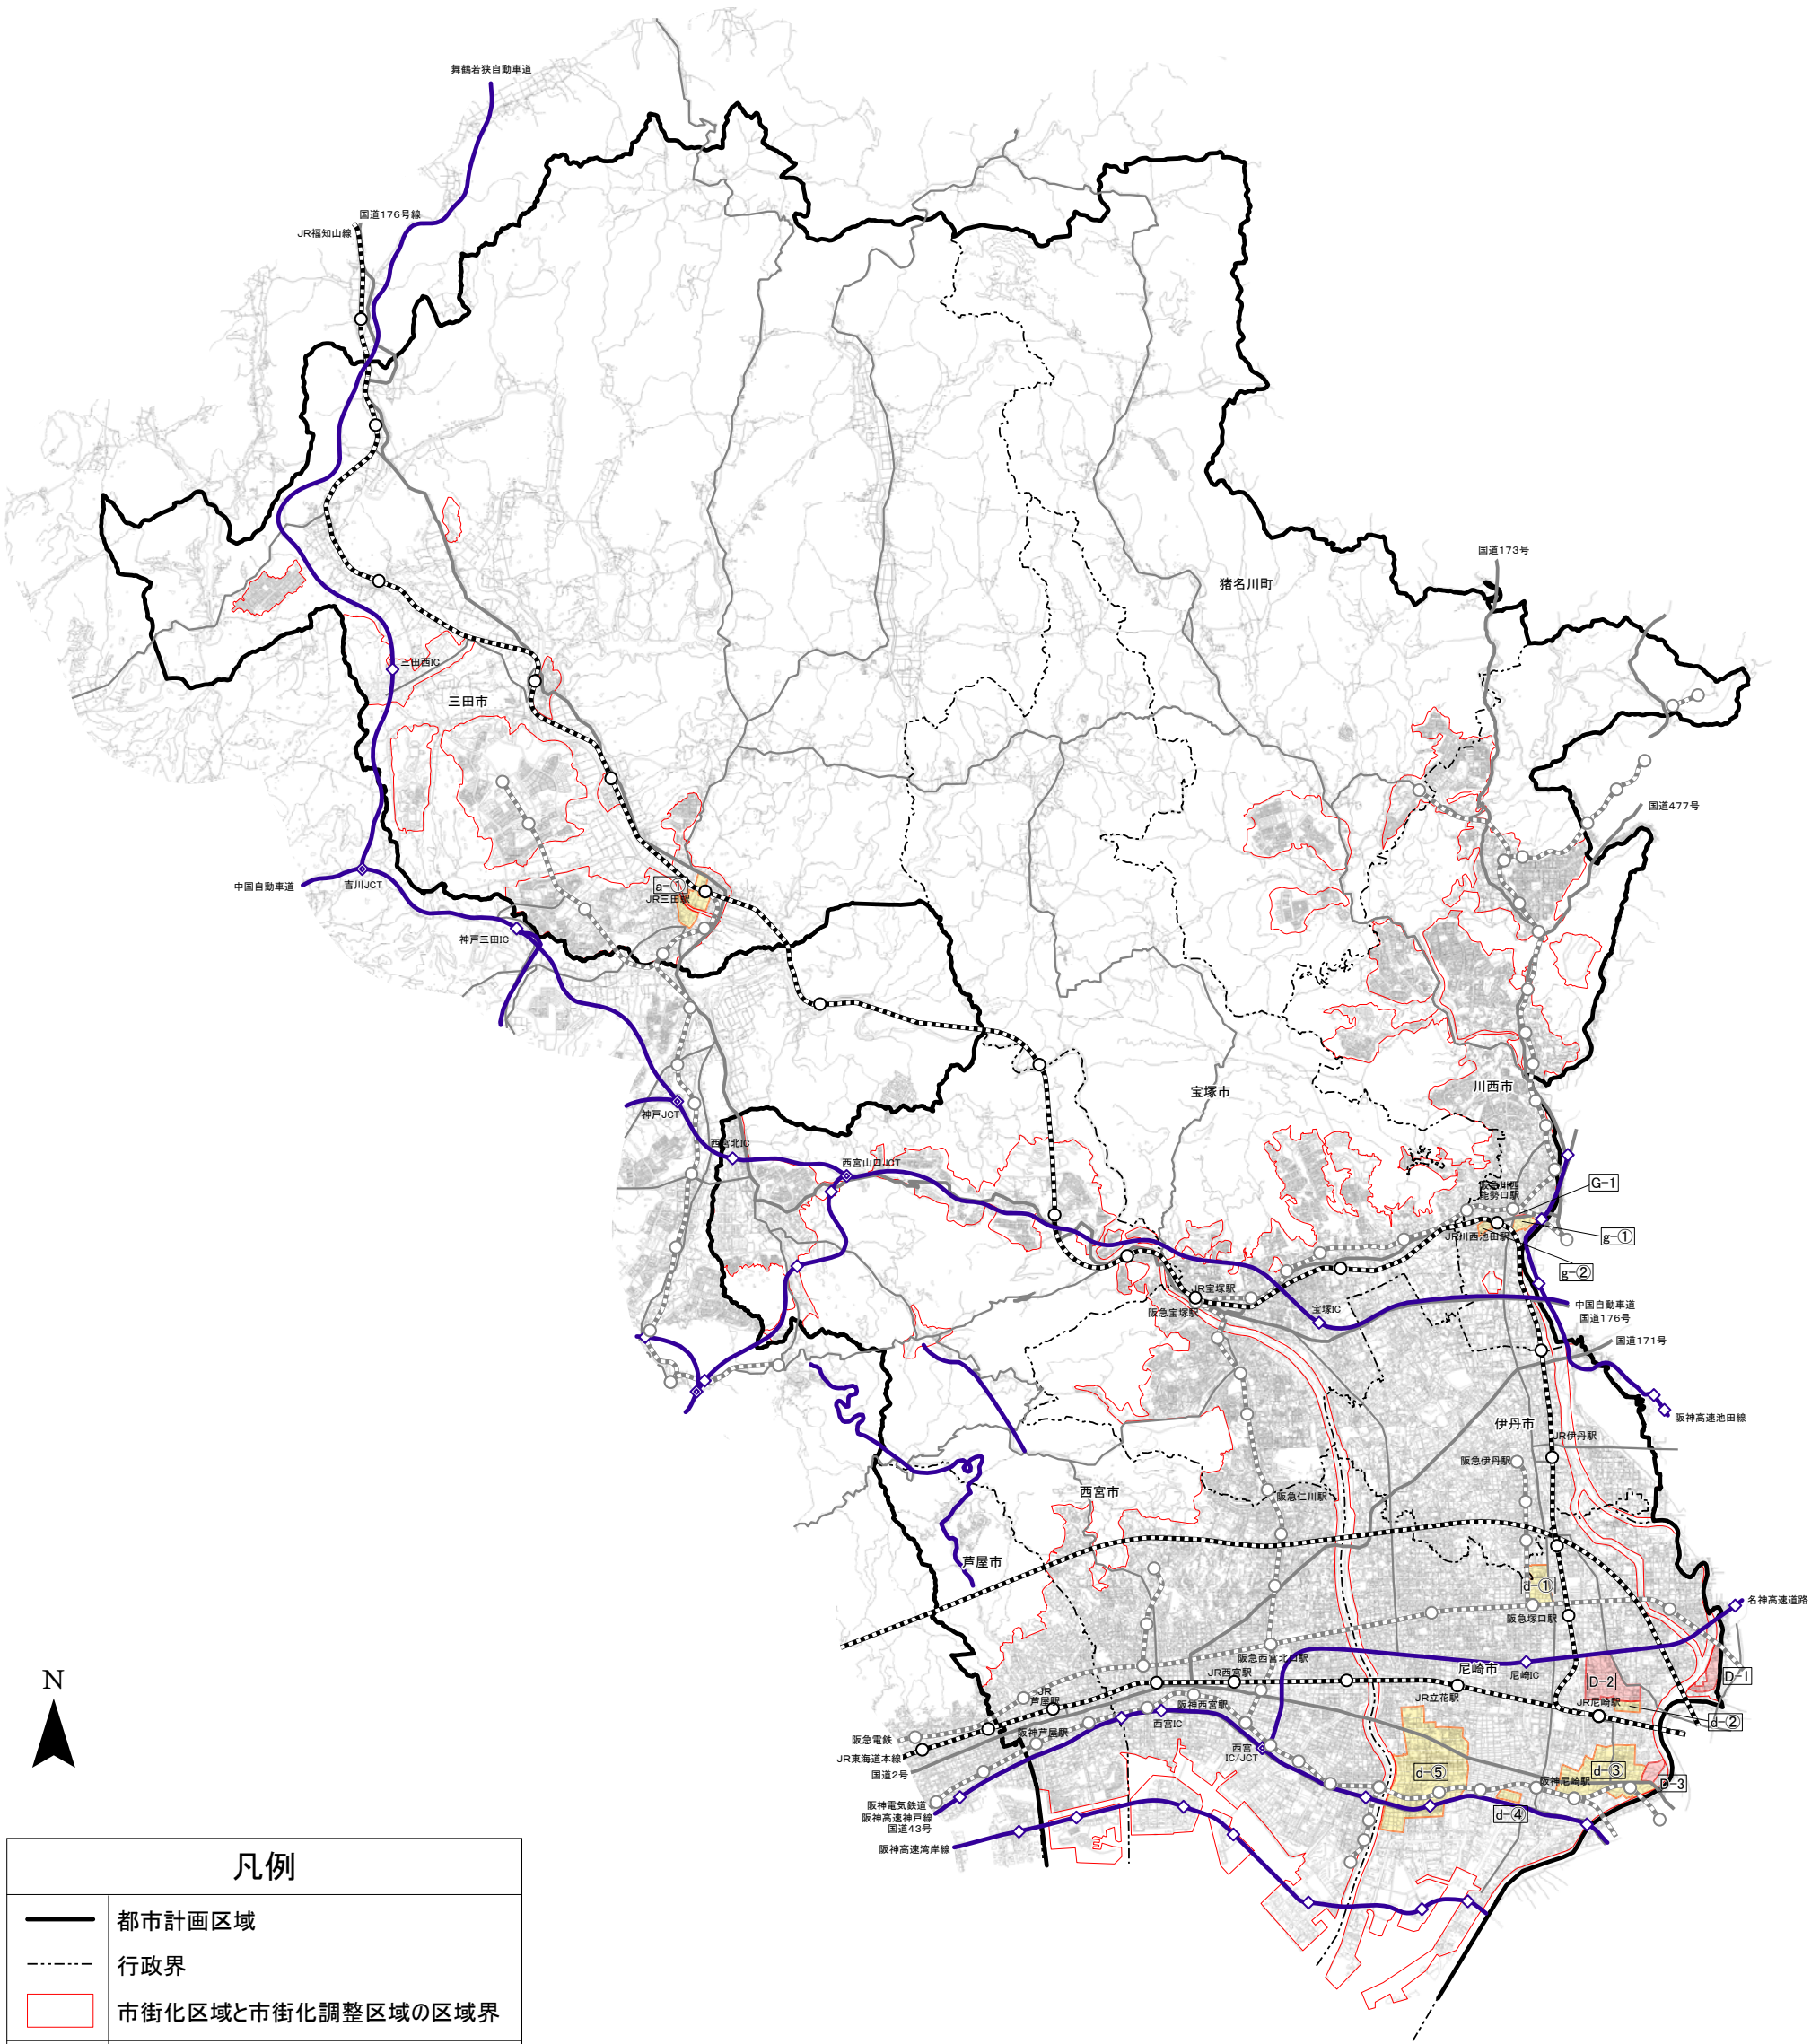 舞鶴若狭自動車道
国道176号線
JR福知山線
国道173号
猪名川町
三田西IC
三田市
国道477号
中国自動車道
吉川JCT
a-①
JR三田駅
神戸三田IC
宝塚市
川西市
神戸JCT
西宮北IC
西宮山口JCT
阪急川西
能勢口駅
G-1
g-①
JR川西池田駅
g-②
JR宝塚駅
阪急宝塚駅
宝塚IC
中国自動車道
国道176号
国道171号
阪神高速池田線
伊丹市
JR伊丹駅
阪急伊丹駅
西宮市
阪急仁川駅
芦屋市
d-①
阪急塚口駅
名神高速道路
阪急西宮北口駅
尼崎市
尼崎IC
JR西宮駅
D-2
D-1
JR
芦屋駅
JR立花駅
JR尼崎駅
阪神西宮駅
d-②
阪神芦屋駅
西宮IC
阪急電鉄
西宮
IC/JCT
JR東海道本線
国道2号
d-⑤
d-③
阪神尼崎駅
D-3
阪神電気鉄道
阪神高速神戸線
国道43号
d-④
阪神高速湾岸線
N
凡例
都市計画区域
行政界
市街化区域と市街化調整区域の区域界